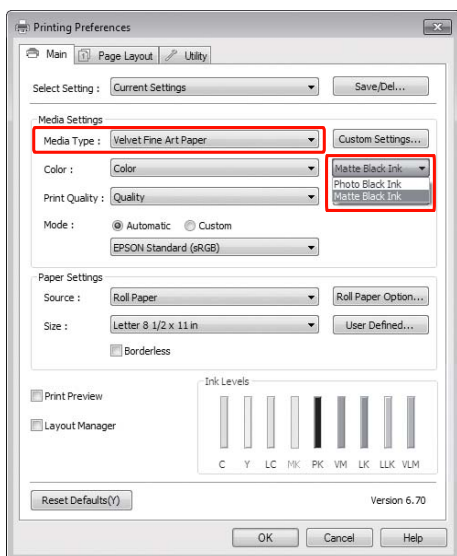 Printing Preferences
Main Page Layout Utility
Select Setting : Current Settings Save/Del...
Media Settings
Media Type : Velvet Fine Art Paper Custom Settings...
Color : Color Matte Black Ink
Photo Black Ink
Matte Black Ink
Print Quality : Quality
Mode : Automatic Custom
EPSON Standard (sRGB)
Paper Settings
Source : Roll Paper Roll Paper Option...
Size : Letter 8 1/2 x 11 in User Defined...
Borderless
Ink Levels
Print Preview
Layout Manager
C Y LC MK PK VM LK LLK VLM
Reset Defaults(Y) Version 6.70
OK Cancel Help